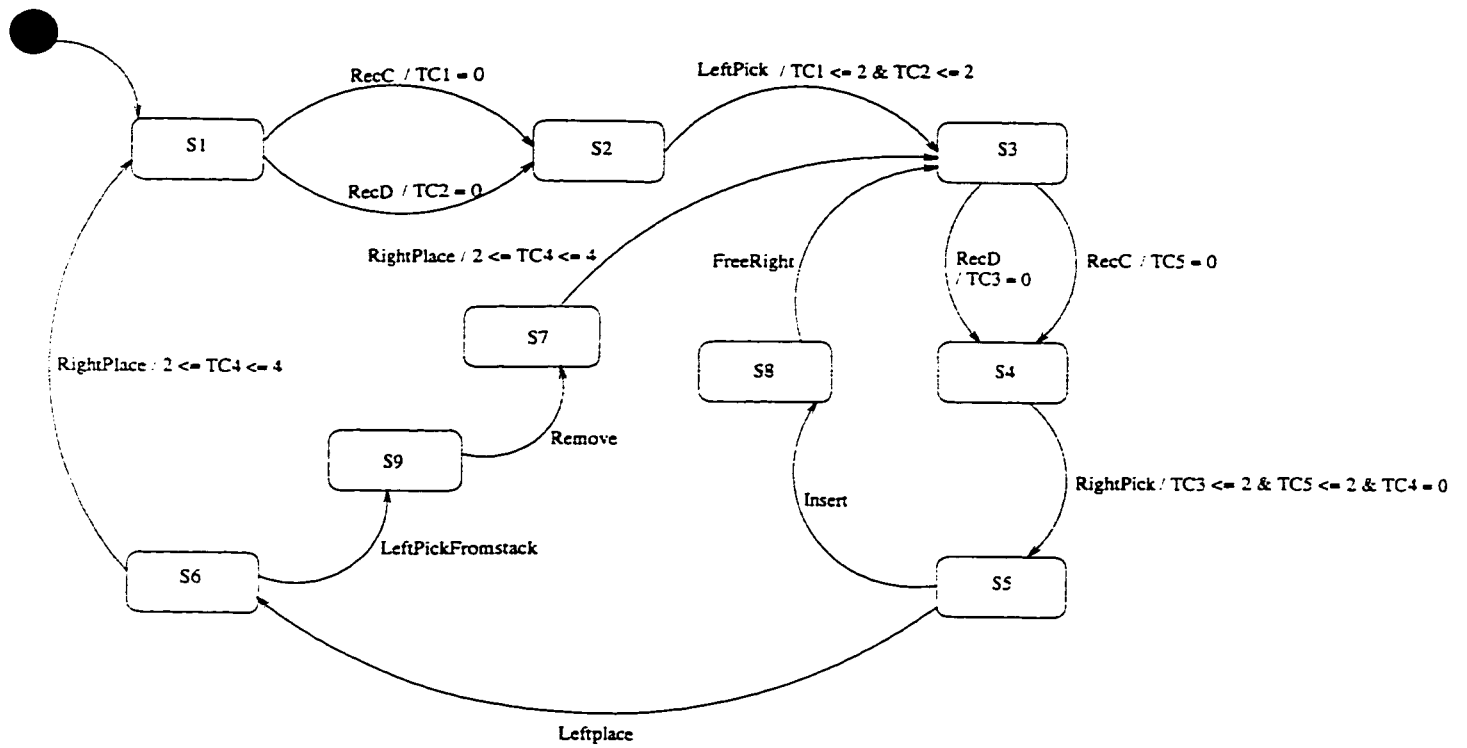 RecC / TC1 = 0
LeftPick / TC1 <= 2 & TC2 <= 2
S1
S2
S3
RecD / TC2 = 0
RightPlace / 2 <= TC4 <= 4
FreeRight
RecD
/ TC3 = 0
RecC / TC5 = 0
S7
S8
S4
RightPlace / 2 <= TC4 <= 4
S9
Remove
RightPick / TC3 <= 2 & TC5 <= 2 & TC4 = 0
Insert
LeftPickFromstack
S6
S5
Leftplace